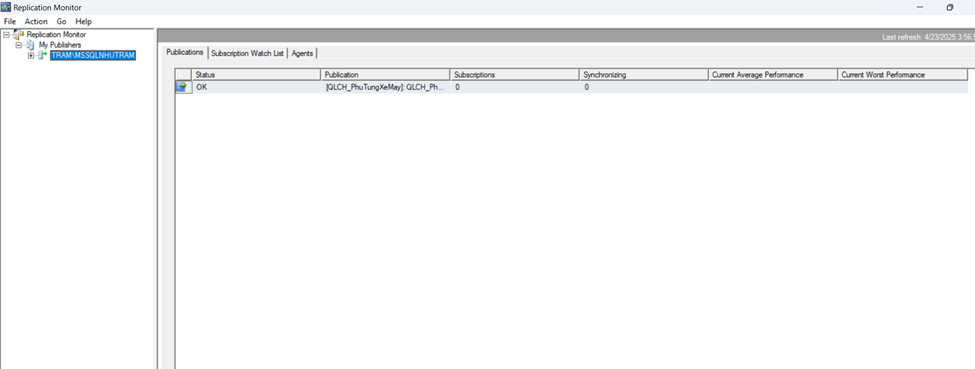 Replication Monitor
File Action Go Help
Replication Monitor
My Publishers
TRAM\MSSQLNHUTRAM
Last refresh: 4/23/2025 3:56:5
Publications Subscription Watch List Agents
Status Publication Subscriptions Synchronizing Current Average Performance Current Worst Performance
OK [QLCH_PhuTungXeMay]: QLCH_Ph... 0 0